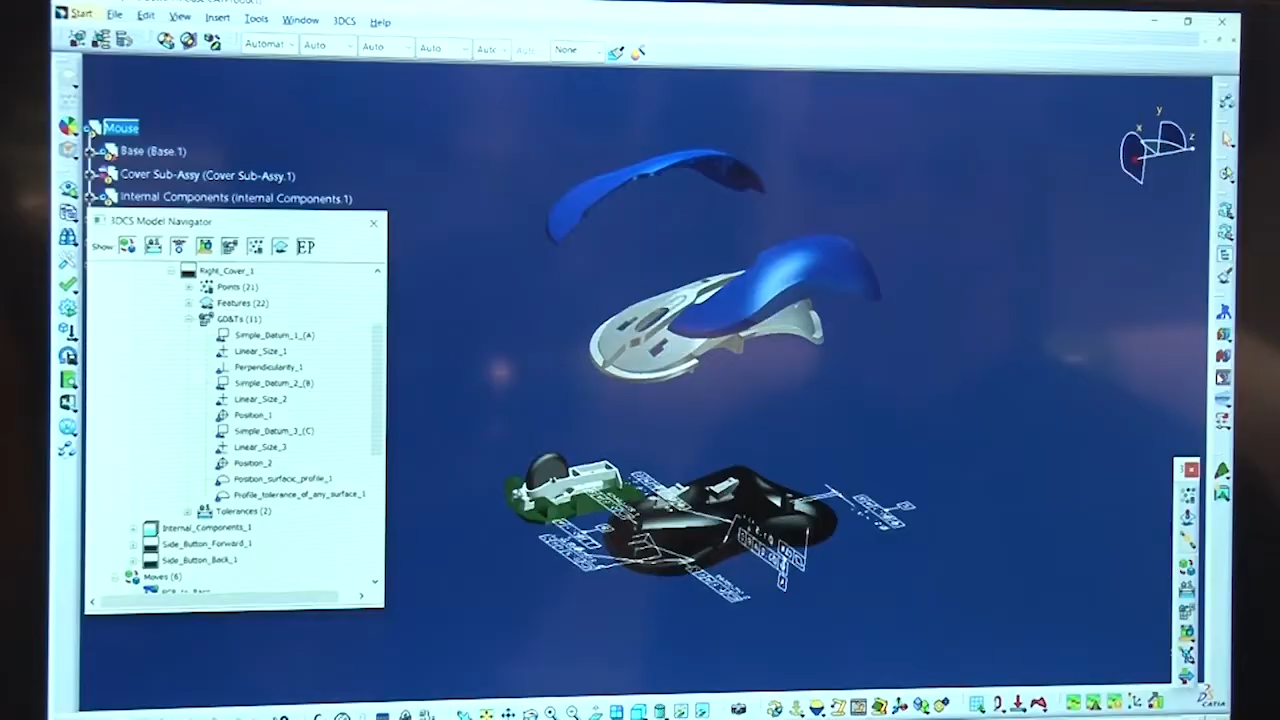 Start File Edit View Insert Tools Window 3DCS Help
Automat Auto Auto Auto None
Mouse
Base (Base.1)
Cover Sub-Assy (Cover Sub-Assy.1)
Internal Components (Internal Components.1)
3DCS Model Navigator
Show: EP
Right_Cover_1
Points (21)
Features (22)
GD&Ts (11)
Simple_Datum_1_(A)
Linear_Size_1
Perpendicularity_1
Simple_Datum_2_(B)
Linear_Size_2
Position_1
Simple_Datum_3_(C)
Linear_Size_3
Position_2
Position_surface_profile_1
Profile_tolerance_of_any_surface_1
Tolerances (2)
Internal_Components_1
Side_Button_Forward_1
Side_Button_Back_1
Moves (6)
y
x
z
CATIA